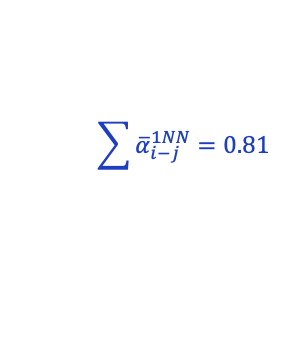 ∑ ᾱ_{i−j}^{1NN} = 0.81